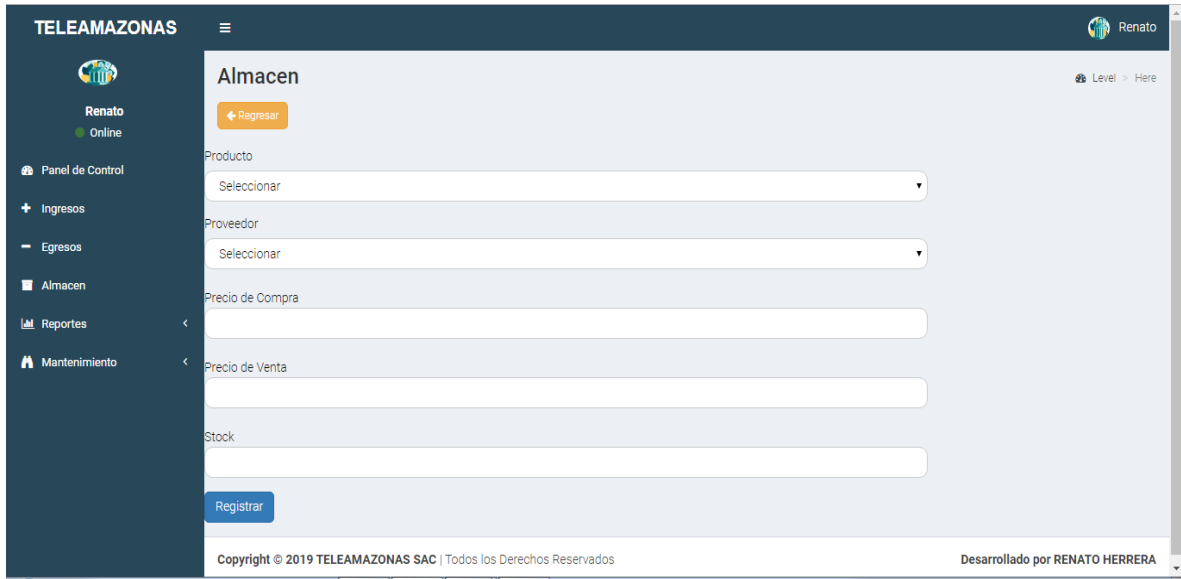 TELEAMAZONAS
Renato
Renato
Online
Panel de Control
Ingresos
Egresos
Almacen
Reportes
Mantenimiento
Almacen
Level > Here
Regresar
Producto
Seleccionar
Proveedor
Seleccionar
Precio de Compra
Precio de Venta
Stock
Registrar
Copyright © 2019 TELEAMAZONAS SAC | Todos los Derechos Reservados
Desarrollado por RENATO HERRERA